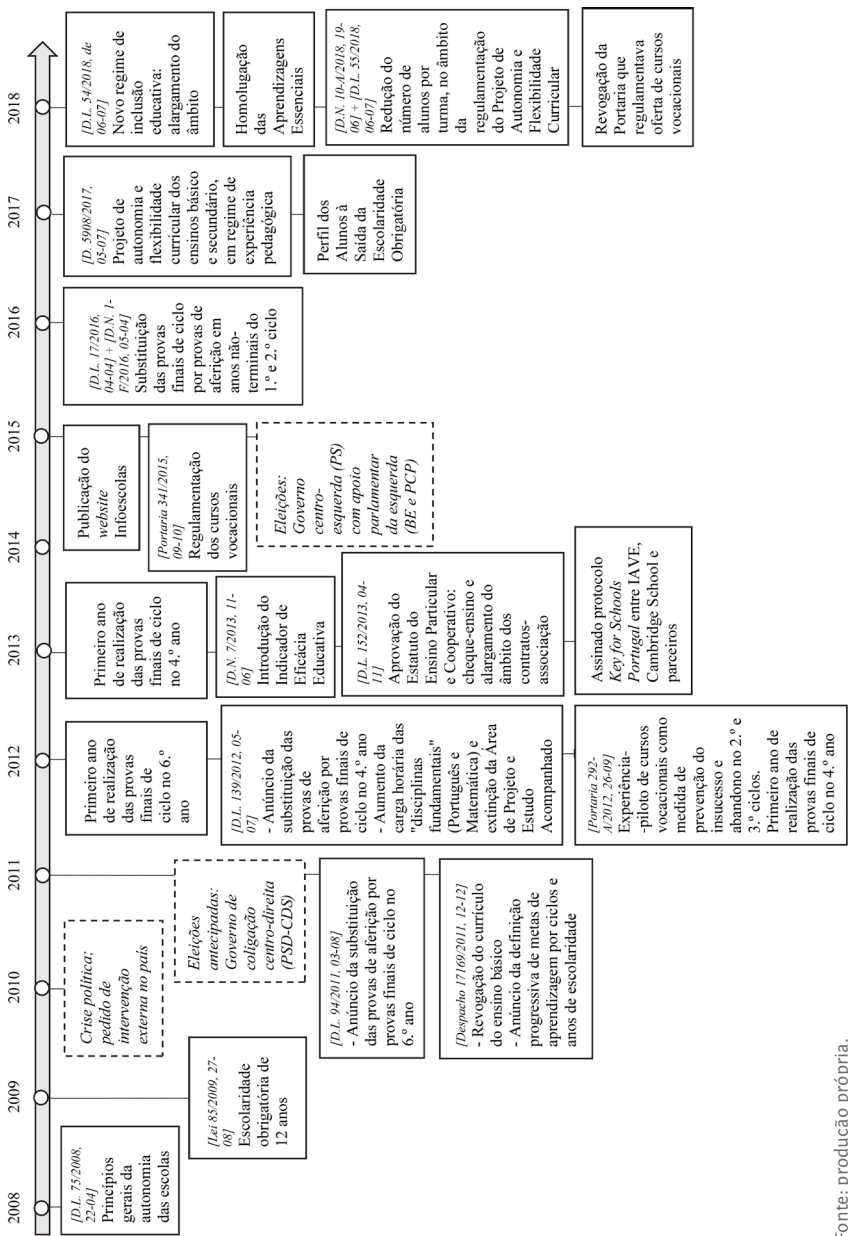 2008
2009
2010
2011
2012
2013
2014
2015
2016
2017
2018
[D.L. 75/2008,
22-04]
Princípios
gerais da
autonomia
das escolas
[Lei 85/2009, 27-
08]
Escolaridade
obrigatória de
12 anos
Crise política:
pedido de
intervenção
externa no país
Eleições
antecipadas:
Governo de
coligação
centro-direita
(PSD-CDS)
[D.L. 94/2011, 03-08]
- Anúncio da substituição
das provas de aferição por
provas finais de ciclo no
6.º ano
[Despacho 17169/2011, 12-12]
- Revogação do currículo
do ensino básico
- Anúncio da definição
progressiva de metas de
aprendizagem por ciclos e
anos de escolaridade
Primeiro ano
de realização
das provas
finais de
ciclo no 6.º
ano
[D.L. 139/2012, 05-
07]
- Anúncio da
substituição das
provas de
aferição por
provas finais de
ciclo no 4.º ano
- Aumento da
carga horária das
"disciplinas
fundamentais"
(Português e
Matemática) e
extinção da Área
de Projeto e
Estudo
Acompanhado
[Portaria 292-
A/2012, 26-09]
Experiência-
-piloto de cursos
vocacionais como
medida de
prevenção do
insucesso e
abandono no 2.º e
3.º ciclos.
Primeiro ano de
realização das
provas finais de
ciclo no 4.º ano
Primeiro ano
de realização
das provas
finais de ciclo
no 4.º ano
[D.N. 7/2013, 11-
06]
Introdução do
Indicador de
Eficácia
Educativa
[D.L. 152/2013, 04-
11]
Aprovação do
Estatuto do
Ensino Particular
e Cooperativo:
cheque-ensino e
alargamento do
âmbito dos
contratos-
associação
Assinado protocolo
Key for Schools
Portugal entre IAVE,
Cambridge School e
parceiros
Publicação do
website
Infoescolas
[Portaria 341/2015,
09-10]
Regulamentação
dos cursos
vocacionais
Eleições:
Governo
centro-
esquerda (PS)
com apoio
parlamentar
da esquerda
(BE e PCP)
[D.L. 17/2016,
04-04] + [D.N. 1-
F/2016, 05-04]
Substituição
das provas
finais de ciclo
por provas de
aferição em
anos não-
terminais do
1.º e 2.º ciclo
[D. 5908/2017,
05-07]
Projeto de
autonomia e
flexibilidade
curricular dos
ensinos básico
e secundário,
em regime de
experiência
pedagógica
Perfil dos
Alunos à
Saída da
Escolaridade
Obrigatória
[D.L. 54/2018, de
06-07]
Novo regime de
inclusão
educativa:
alargamento do
âmbito
Homolugação
das
Aprendizagens
Essenciais
[D.N. 10-A/2018, 19-
06] + [D.L. 55/2018,
06-07]
Redução do
número de
alunos por
turma, no âmbito
da
regulamentação
do Projeto de
Autonomia e
Flexibilidade
Curricular
Revogação da
Portaria que
regulamentava
oferta de cursos
vocacionais
Fonte: produção própria.